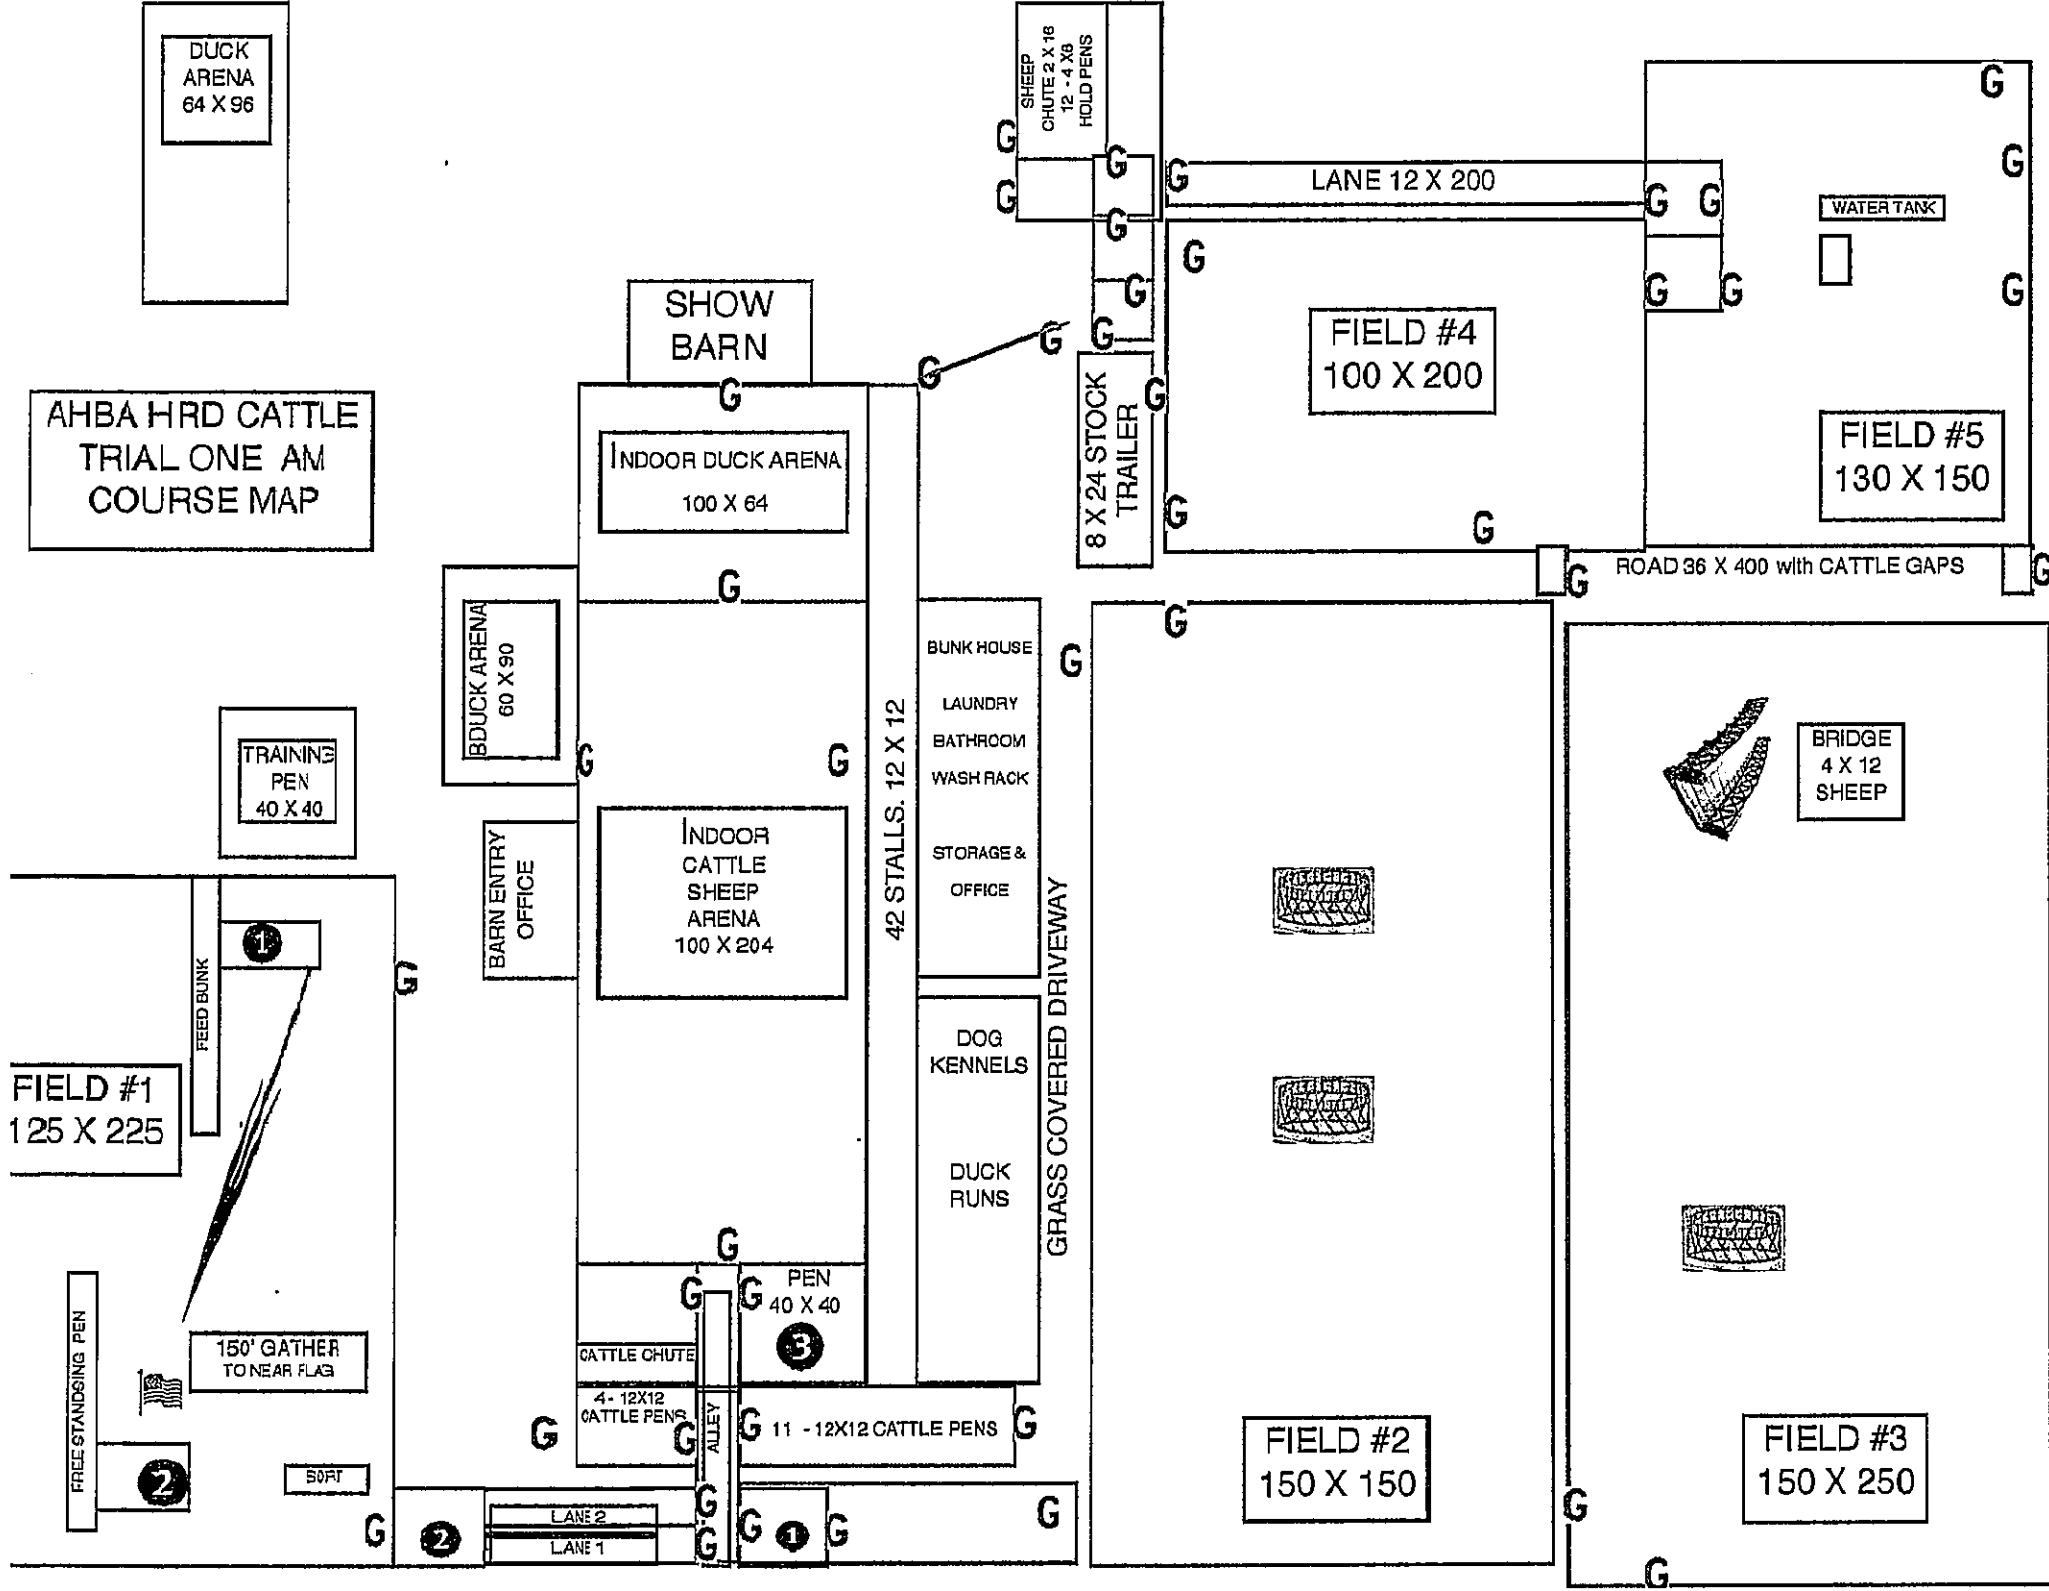 DUCK
ARENA
64 X 96
SHEEP
CHUTE 2 X 16
12 - 4 X8
HOLD PENS
G
G
G
G
G
G
G
G
LANE 12 X 200
G
G
G
G
G
G
G
WATER TANK
G
G
SHOW
BARN
G
G
G
G
8 X 24 STOCK
TRAILER
G
G
G
FIELD #4
100 X 200
FIELD #5
130 X 150
AHBA HRD CATTLE
TRIAL ONE AM
COURSE MAP
INDOOR DUCK ARENA
100 X 64
G
ROAD 36 X 400 with CATTLE GAPS
G
G
BDUCK ARENA
60 X 90
G
G
TRAINING
PEN
40 X 40
BARN ENTRY
OFFICE
INDOOR
CATTLE
SHEEP
ARENA
100 X 204
42 STALLS. 12 X 12
BUNK HOUSE
LAUNDRY
BATHROOM
WASH RACK
STORAGE &
OFFICE
DOG
KENNELS
DUCK
RUNS
GRASS COVERED DRIVEWAY
G
G
BRIDGE
4 X 12
SHEEP
FEED BUNK
1
G
FIELD #1
125 X 225
FREE STANDSING PEN
150' GATHER
TO NEAR FLAG
2
SORT
G
G
G
G
PEN
40 X 40
3
CATTLE CHUTE
4 - 12X12
CATTLE PENS
G
G
ALLEY
G
11 - 12X12 CATTLE PENS
G
2
LANE 2
LANE 1
G
G
G
1
G
G
FIELD #2
150 X 150
FIELD #3
150 X 250
G
G